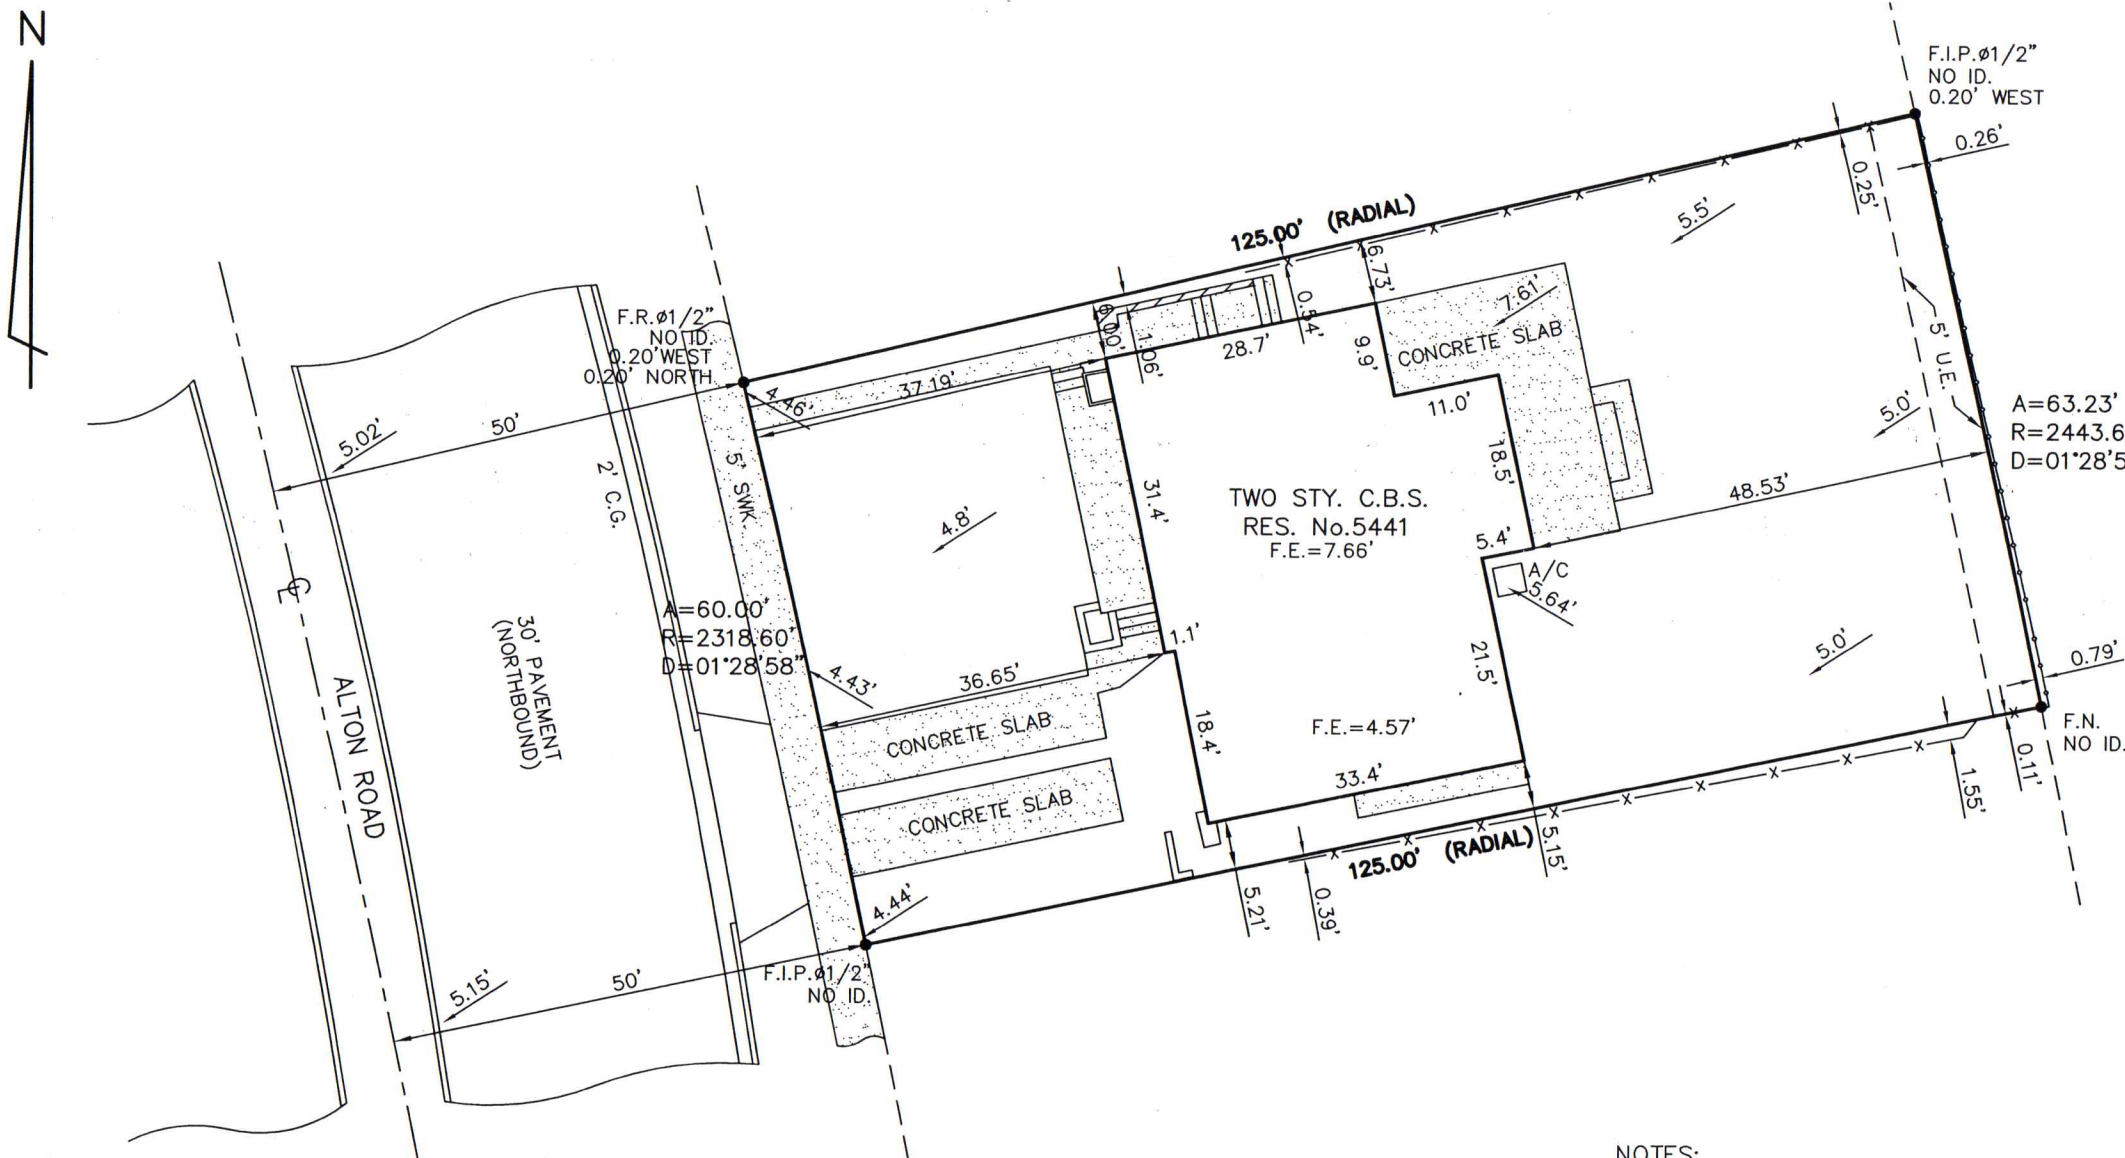 N
F.I.P.ø1/2"
NO ID.
0.20' WEST
0.26'
0.25'
5.5'
125.00' (RADIAL)
6.73'
7.61'
CONCRETE SLAB
F.R.ø1/2"
NO ID.
0.20'WEST
0.20' NORTH
6.00'
1.06'
0.54'
28.7'
9.9'
11.0'
37.19'
4.46'
50'
5.02'
2' C.G.
5' SWK.
5' U.E.
5.0'
A=63.23'
R=2443.6
D=01°28'5
48.53'
18.5'
31.4'
4.8'
TWO STY. C.B.S.
RES. No.5441
F.E.=7.66'
5.4'
A/C
5.64'
A=60.00'
R=2318.60'
D=01°28'58"
30' PAVEMENT
(NORTHBOUND)
ALTON ROAD
℄
4.43'
36.65'
1.1'
21.5'
5.0'
0.79'
F.N.
NO ID.
0.11'
1.55'
18.4'
F.E.=4.57'
33.4'
CONCRETE SLAB
CONCRETE SLAB
125.00' (RADIAL)
5.15'
5.21'
0.39'
4.44'
F.I.P.ø1/2"
NO ID.
50'
5.15'
NOTES: